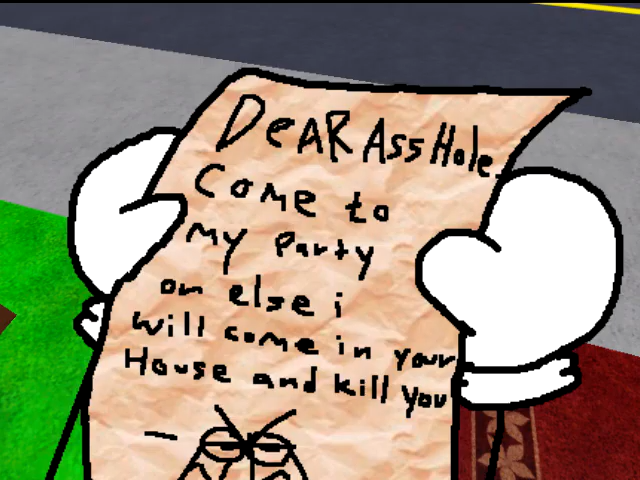 DeAR AssHole
Come to
My Party
or else i
will come in your
House and kill you